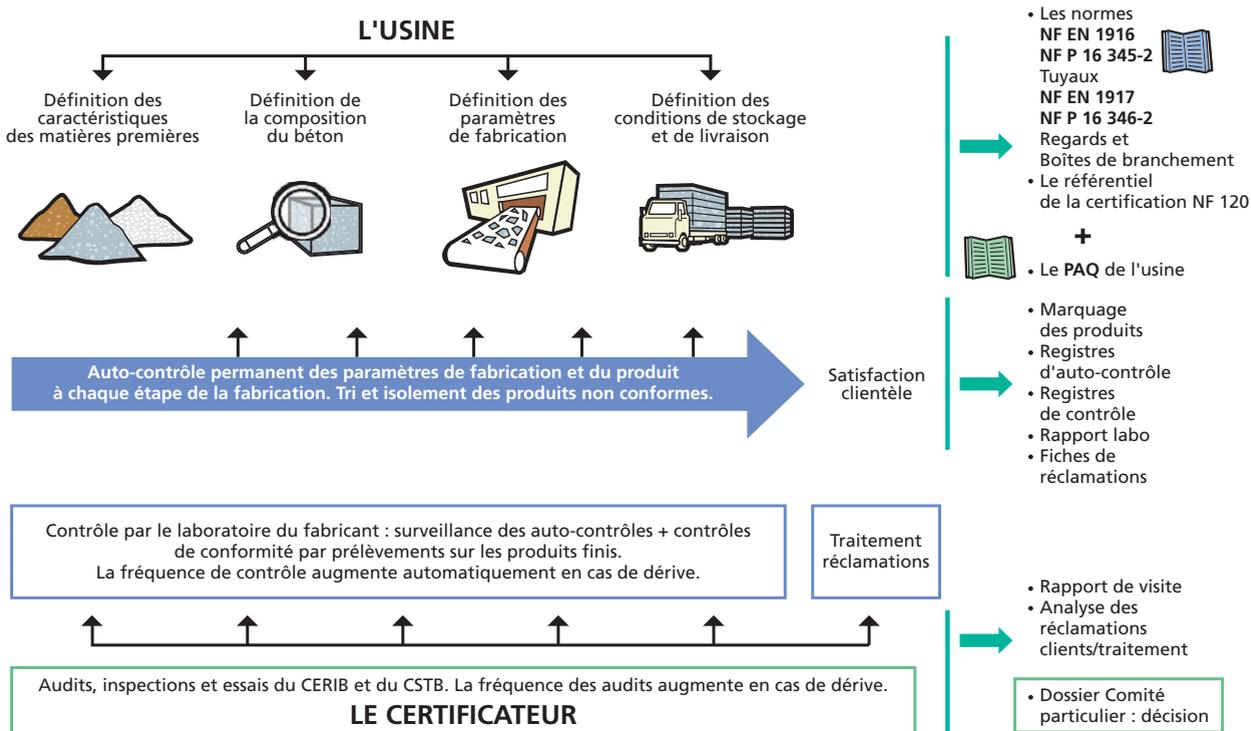 L'USINE
Définition des
caractéristiques
des matières premières
Définition de
la composition
du béton
Définition des
paramètres
de fabrication
Définition des
conditions de stockage
et de livraison
• Les normes
NF EN 1916
NF P 16 345-2
Tuyaux
NF EN 1917
NF P 16 346-2
Regards et
Boîtes de branchement
• Le référentiel
de la certification NF 120
+
• Le PAQ de l'usine
Auto-contrôle permanent des paramètres de fabrication et du produit
à chaque étape de la fabrication. Tri et isolement des produits non conformes.
Satisfaction
clientèle
• Marquage
des produits
• Registres
d'auto-contrôle
• Registres
de contrôle
• Rapport labo
• Fiches de
réclamations
Contrôle par le laboratoire du fabricant : surveillance des auto-contrôles + contrôles
de conformité par prélèvements sur les produits finis.
La fréquence de contrôle augmente automatiquement en cas de dérive.
Traitement
réclamations
• Rapport de visite
• Analyse des
réclamations
clients/traitement
Audits, inspections et essais du CERIB et du CSTB. La fréquence des audits augmente en cas de dérive.
LE CERTIFICATEUR
• Dossier Comité
particulier : décision